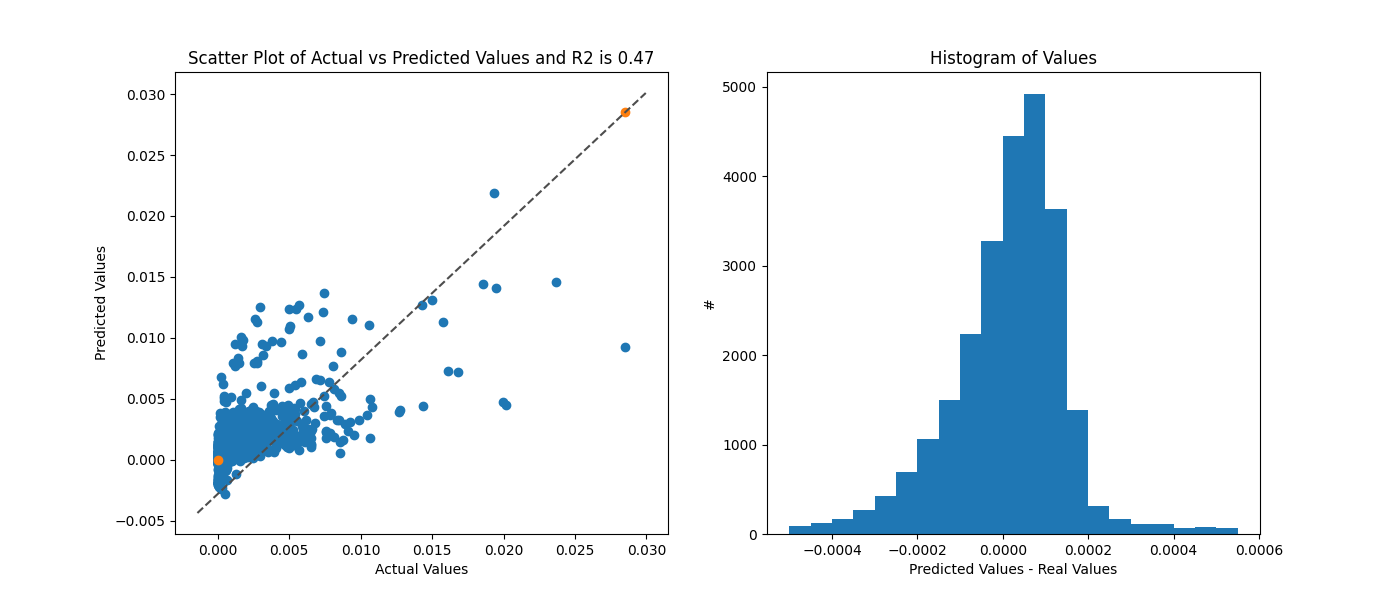 Scatter Plot of Actual vs Predicted Values and R2 is 0.47
Predicted Values
0.030
0.025
0.020
0.015
0.010
0.005
0.000
−0.005
0.000 0.005 0.010 0.015 0.020 0.025 0.030
Actual Values
Histogram of Values
#
5000
4000
3000
2000
1000
0
−0.0004 −0.0002 0.0000 0.0002 0.0004 0.0006
Predicted Values - Real Values